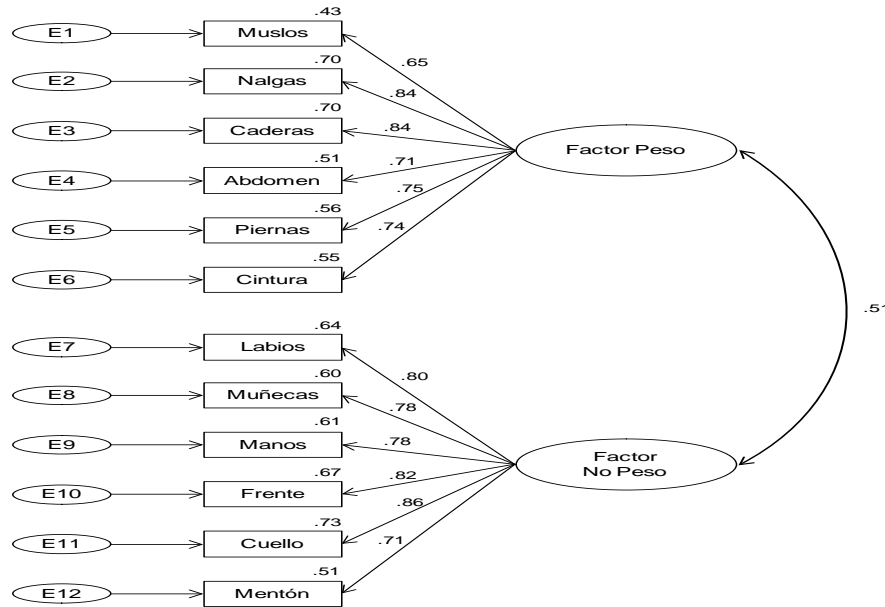 .43
E1
Muslos
.65
.70
E2
Nalgas
.84
.70
E3
Caderas
.84
Factor Peso
.51
E4
Abdomen
.71
.56
E5
Piernas
.75
.55
E6
Cintura
.74
.51
.64
E7
Labios
.80
.60
E8
Muñecas
.78
.61
E9
Manos
.78
Factor
No Peso
.67
E10
Frente
.82
.73
E11
Cuello
.86
.51
E12
Mentón
.71